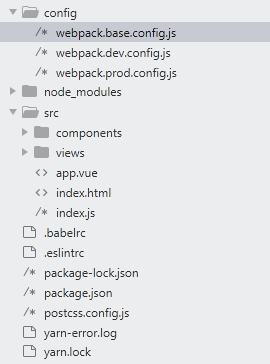 config
/* webpack.base.config.js
/* webpack.dev.config.js
/* webpack.prod.config.js
node_modules
src
components
views
<> app.vue
<> index.html
/* index.js
.babelrc
.eslintrc
/* package-lock.json
/* package.json
/* postcss.config.js
yarn-error.log
yarn.lock